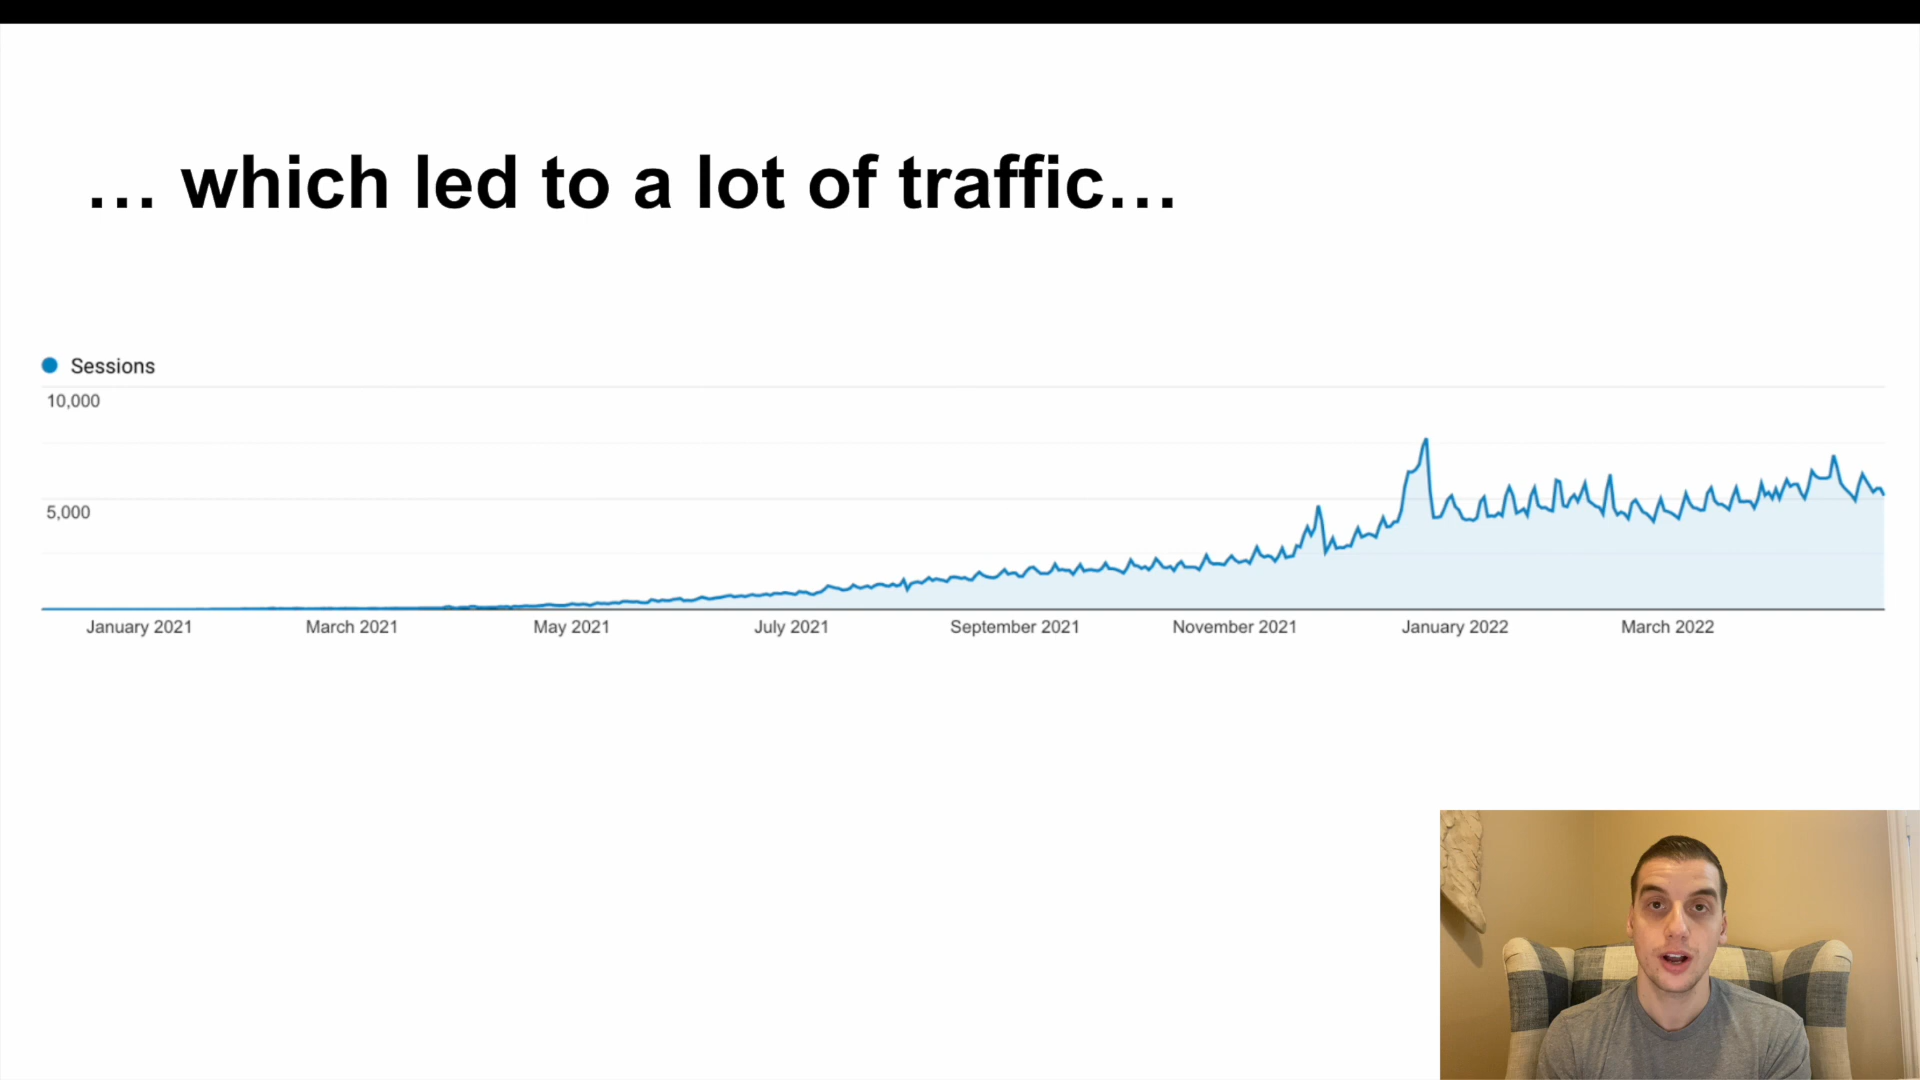 … which led to a lot of traffic…
Sessions
10,000
5,000
January 2021 March 2021 May 2021 July 2021 September 2021 November 2021 January 2022 March 2022